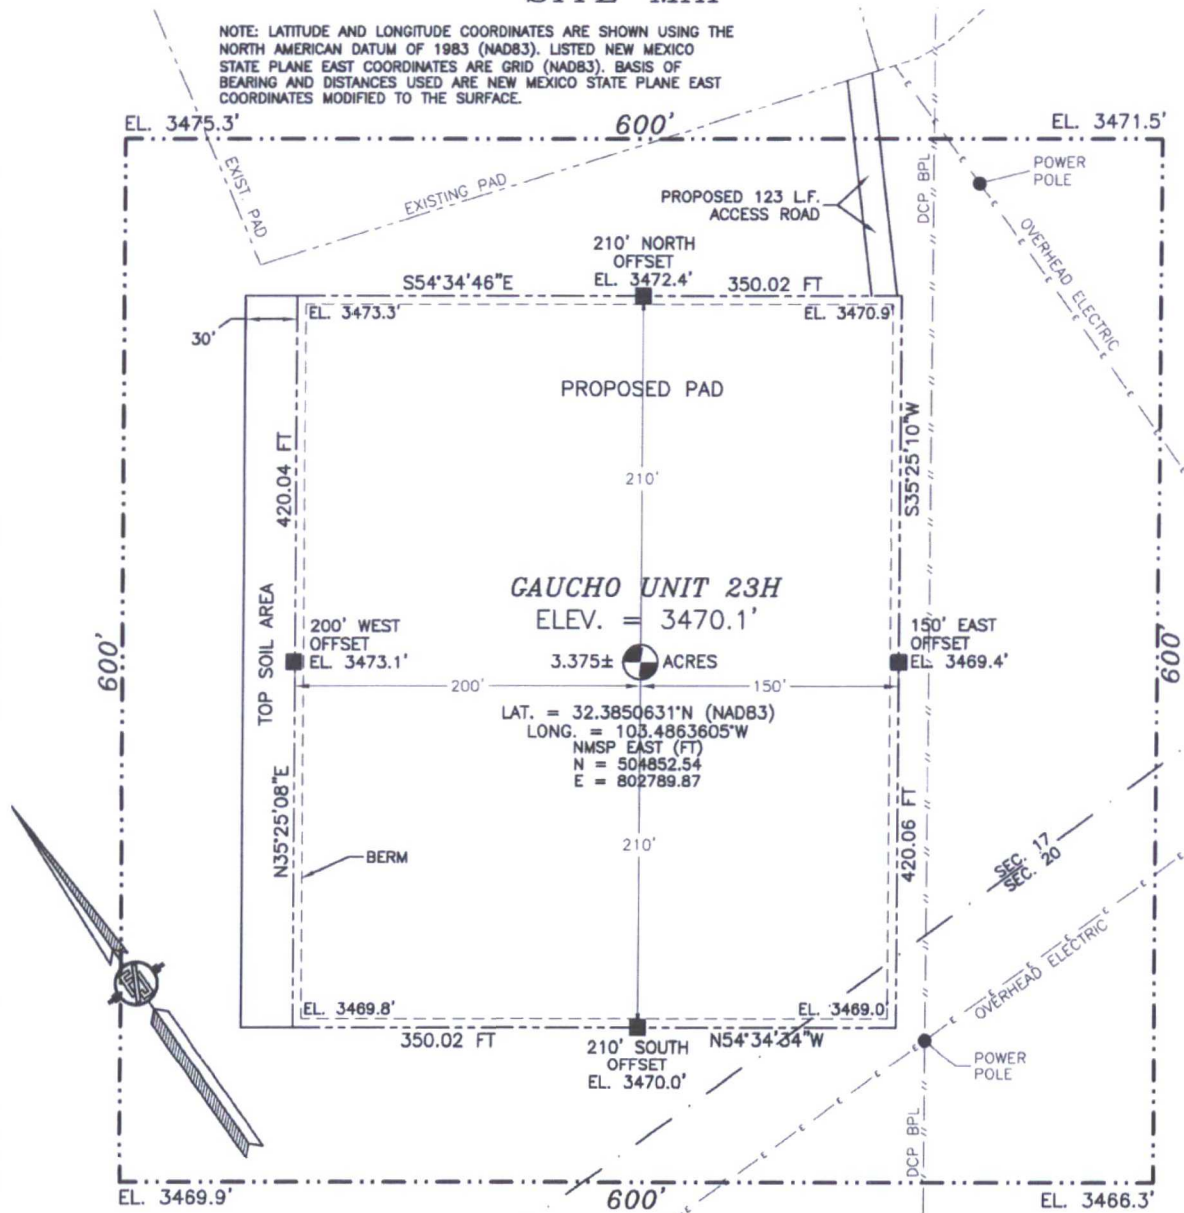 SITE MAP
NOTE: LATITUDE AND LONGITUDE COORDINATES ARE SHOWN USING THE
NORTH AMERICAN DATUM OF 1983 (NAD83). LISTED NEW MEXICO
STATE PLANE EAST COORDINATES ARE GRID (NAD83). BASIS OF
BEARING AND DISTANCES USED ARE NEW MEXICO STATE PLANE EAST
COORDINATES MODIFIED TO THE SURFACE.
EL. 3475.3'
600'
EL. 3471.5'
EXIST. PAD
EXISTING PAD
PROPOSED 123 L.F.
ACCESS ROAD
DCP BPL
POWER
POLE
OVERHEAD ELECTRIC
210' NORTH
OFFSET
EL. 3472.4'
S54°34'46"E
350.02 FT
30'
EL. 3473.3'
EL. 3470.9'
PROPOSED PAD
420.04 FT
210'
S35°25'10"W
GAUCHO UNIT 23H
ELEV. = 3470.1'
600'
TOP SOIL AREA
200' WEST
OFFSET
EL. 3473.1'
3.375± ACRES
150' EAST
OFFSET
EL. 3469.4'
600'
200'
150'
LAT. = 32.3850631°N (NAD83)
LONG. = 103.4863605°W
NMSP EAST (FT)
N = 504852.54
E = 802789.87
N35°25'08"E
BERM
210'
420.06 FT
SEC. 17
SEC. 20
OVERHEAD ELECTRIC
EL. 3469.8'
EL. 3469.0'
350.02 FT
210' SOUTH
OFFSET
EL. 3470.0'
N54°34'34"W
POWER
POLE
DCP BPL
EL. 3469.9'
600'
EL. 3466.3'